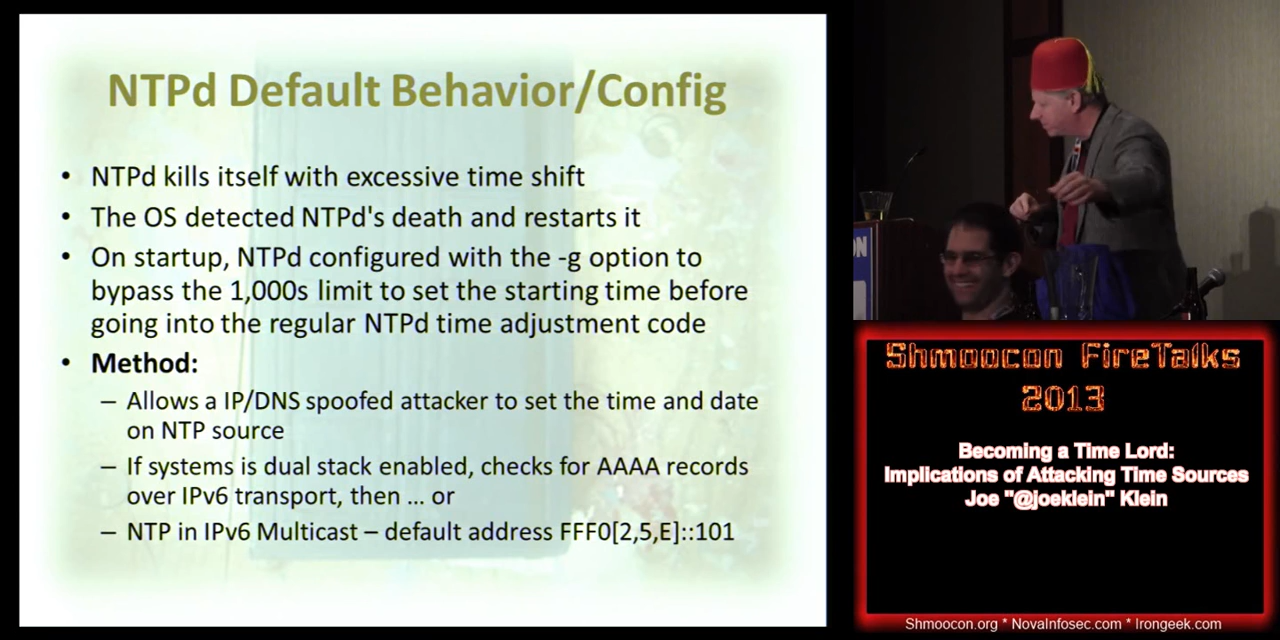 NTPd Default Behavior/Config
• NTPd kills itself with excessive time shift
• The OS detected NTPd's death and restarts it
• On startup, NTPd configured with the -g option to
bypass the 1,000s limit to set the starting time before
going into the regular NTPd time adjustment code
• Method:
– Allows a IP/DNS spoofed attacker to set the time and date
on NTP source
– If systems is dual stack enabled, checks for AAAA records
over IPv6 transport, then ... or
– NTP in IPv6 Multicast – default address FFF0[2,5,E]::101
ON
Shmoocon FireTalks
2013
Becoming a Time Lord:
Implications of Attacking Time Sources
Joe "@joeklein" Klein
Shmoocon.org * NovaInfosec.com * Irongeek.com